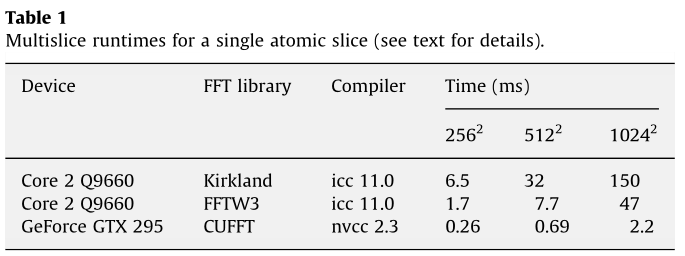 Table 1
Multislice runtimes for a single atomic slice (see text for details).
Device FFT library Compiler Time (ms)
256² 512² 1024²
Core 2 Q9660 Kirkland icc 11.0 6.5 32 150
Core 2 Q9660 FFTW3 icc 11.0 1.7 7.7 47
GeForce GTX 295 CUFFT nvcc 2.3 0.26 0.69 2.2